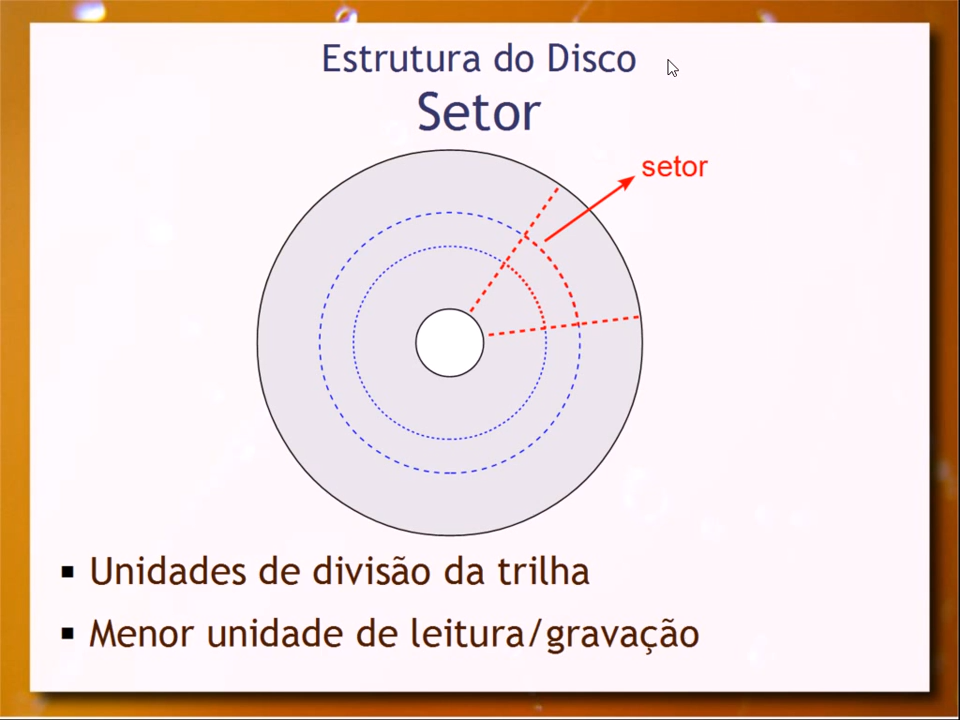 Estrutura do Disco
Setor
setor
▪ Unidades de divisão da trilha
▪ Menor unidade de leitura/gravação